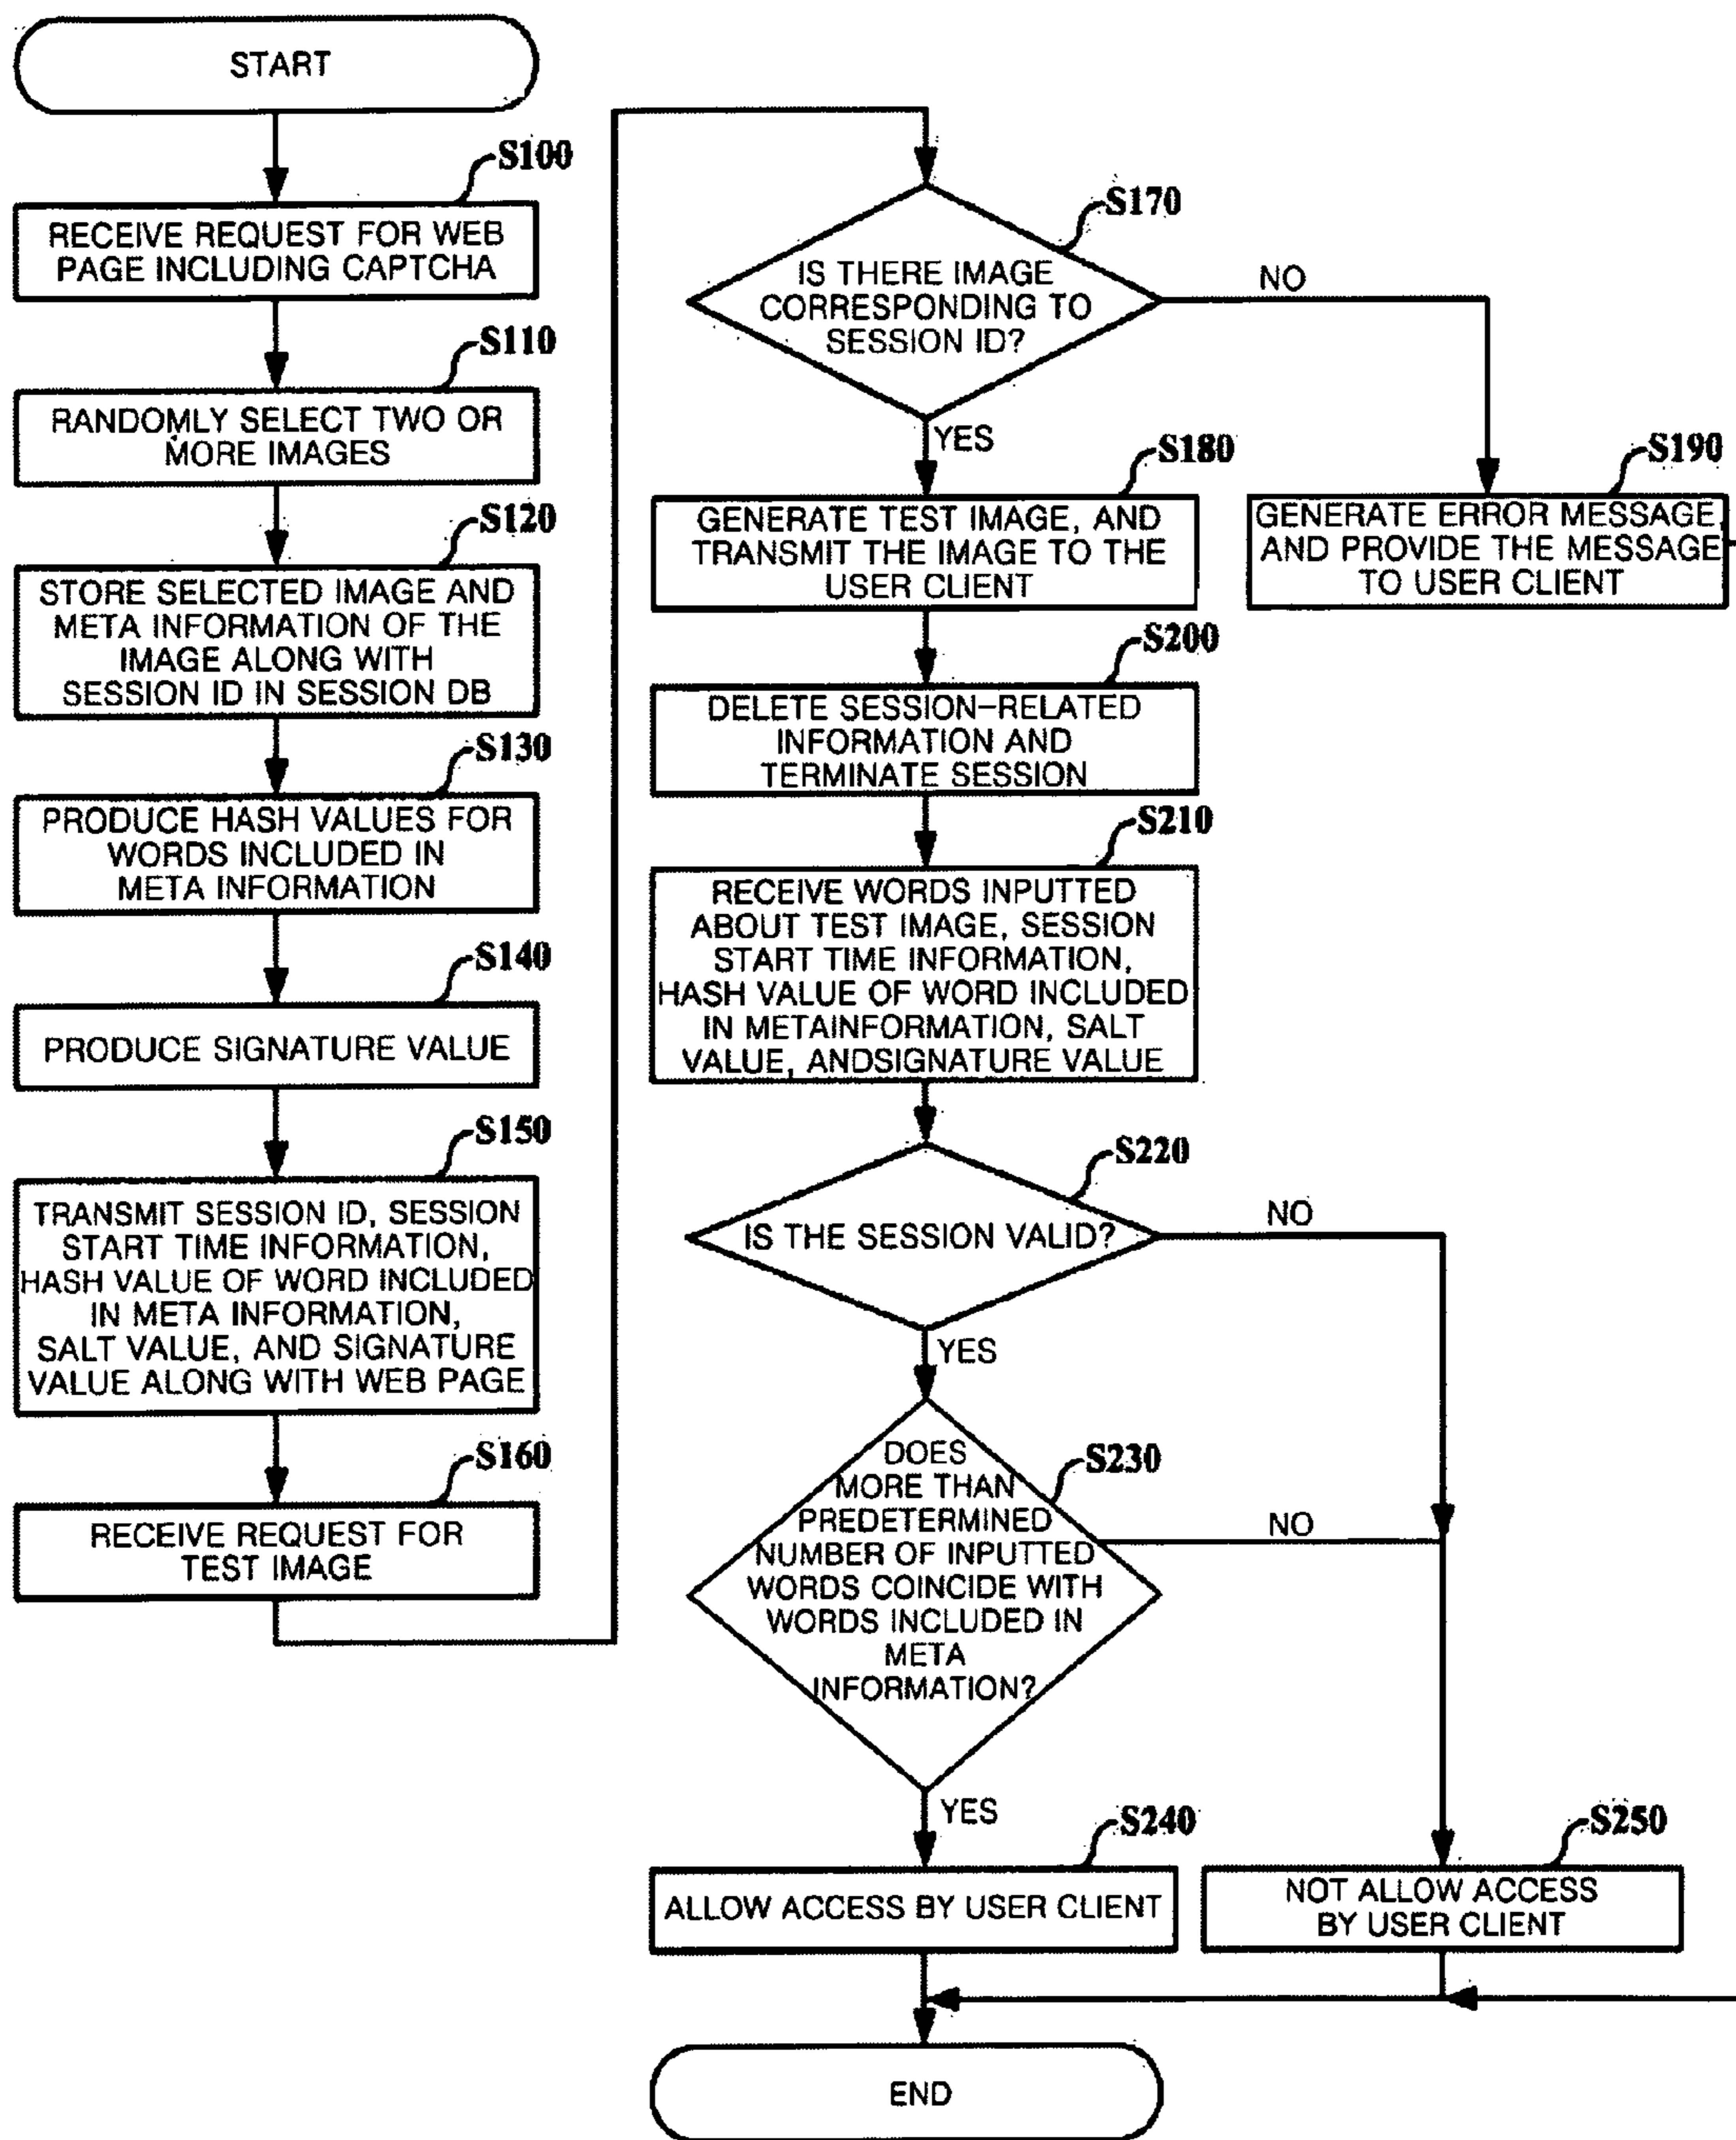 START
S100
RECEIVE REQUEST FOR WEB
PAGE INCLUDING CAPTCHA
S110
RANDOMLY SELECT TWO OR
MORE IMAGES
S120
STORE SELECTED IMAGE AND
META INFORMATION OF THE
IMAGE ALONG WITH
SESSION ID IN SESSION DB
S130
PRODUCE HASH VALUES FOR
WORDS INCLUDED IN
META INFORMATION
S140
PRODUCE SIGNATURE VALUE
S150
TRANSMIT SESSION ID, SESSION
START TIME INFORMATION,
HASH VALUE OF WORD INCLUDED
IN META INFORMATION,
SALT VALUE, AND SIGNATURE
VALUE ALONG WITH WEB PAGE
S160
RECEIVE REQUEST FOR
TEST IMAGE
S170
IS THERE IMAGE
CORRESPONDING TO
SESSION ID?
NO
YES
S180
GENERATE TEST IMAGE, AND
TRANSMIT THE IMAGE TO THE
USER CLIENT
S190
GENERATE ERROR MESSAGE,
AND PROVIDE THE MESSAGE
TO USER CLIENT
S200
DELETE SESSION-RELATED
INFORMATION AND
TERMINATE SESSION
S210
RECEIVE WORDS INPUTTED
ABOUT TEST IMAGE, SESSION
START TIME INFORMATION,
HASH VALUE OF WORD INCLUDED
IN METAINFORMATION, SALT
VALUE, ANDSIGNATURE VALUE
S220
IS THE SESSION VALID?
NO
YES
S230
DOES
MORE THAN
PREDETERMINED
NUMBER OF INPUTTED
WORDS COINCIDE WITH
WORDS INCLUDED IN
META
INFORMATION?
NO
YES
S240
ALLOW ACCESS BY USER CLIENT
S250
NOT ALLOW ACCESS
BY USER CLIENT
END